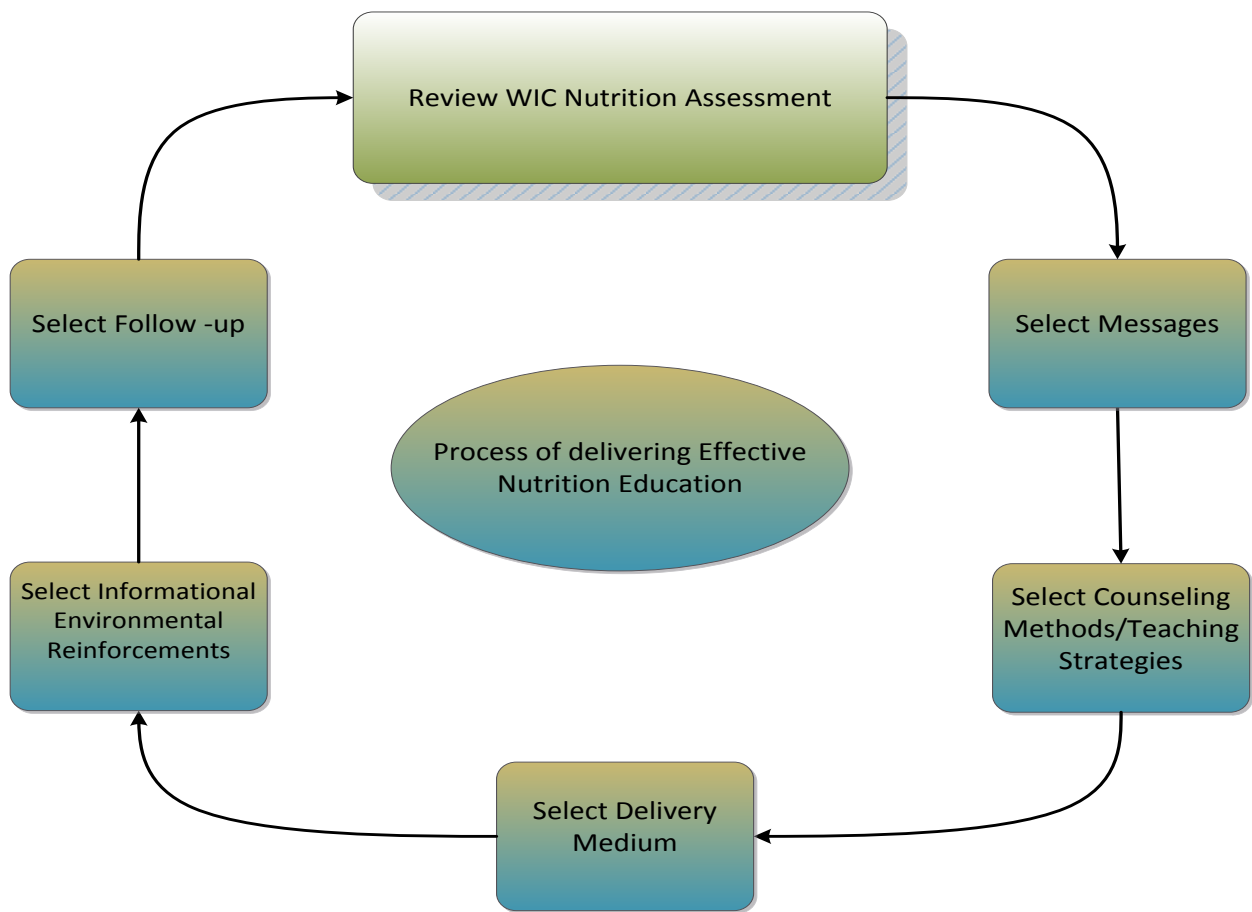 Review WIC Nutrition Assessment
Select Messages
Select Counseling
Methods/Teaching
Strategies
Select Delivery
Medium
Select Informational
Environmental
Reinforcements
Select Follow -up
Process of delivering Effective
Nutrition Education